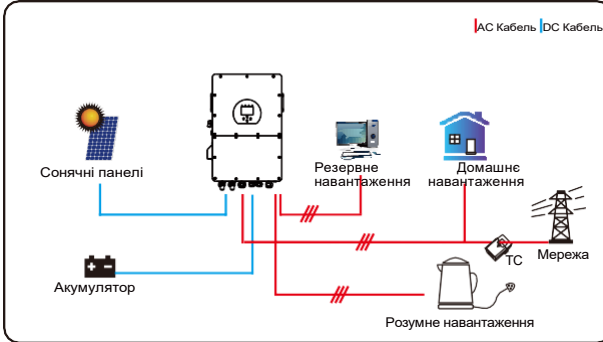 АС Кабель DC Кабель
Сонячні панелі
Резервне
навантаження
Домашнє
навантаження
ТС
Мережа
Акумулятор
Розумне навантаження